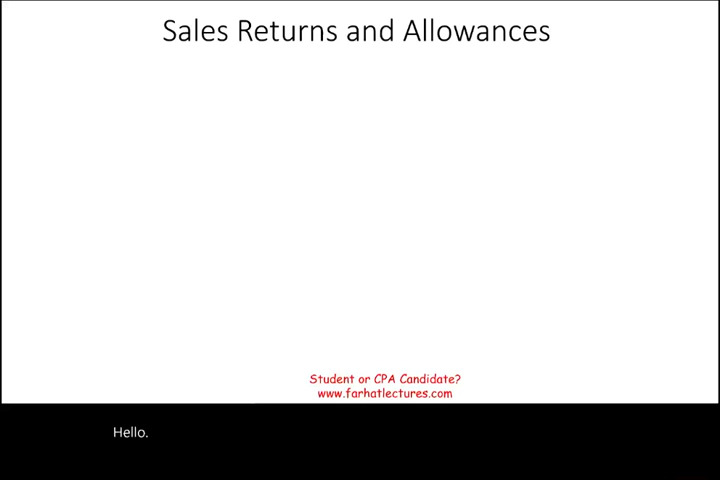 Sales Returns and Allowances
Student or CPA Candidate?
www.farhatlectures.com
Hello.